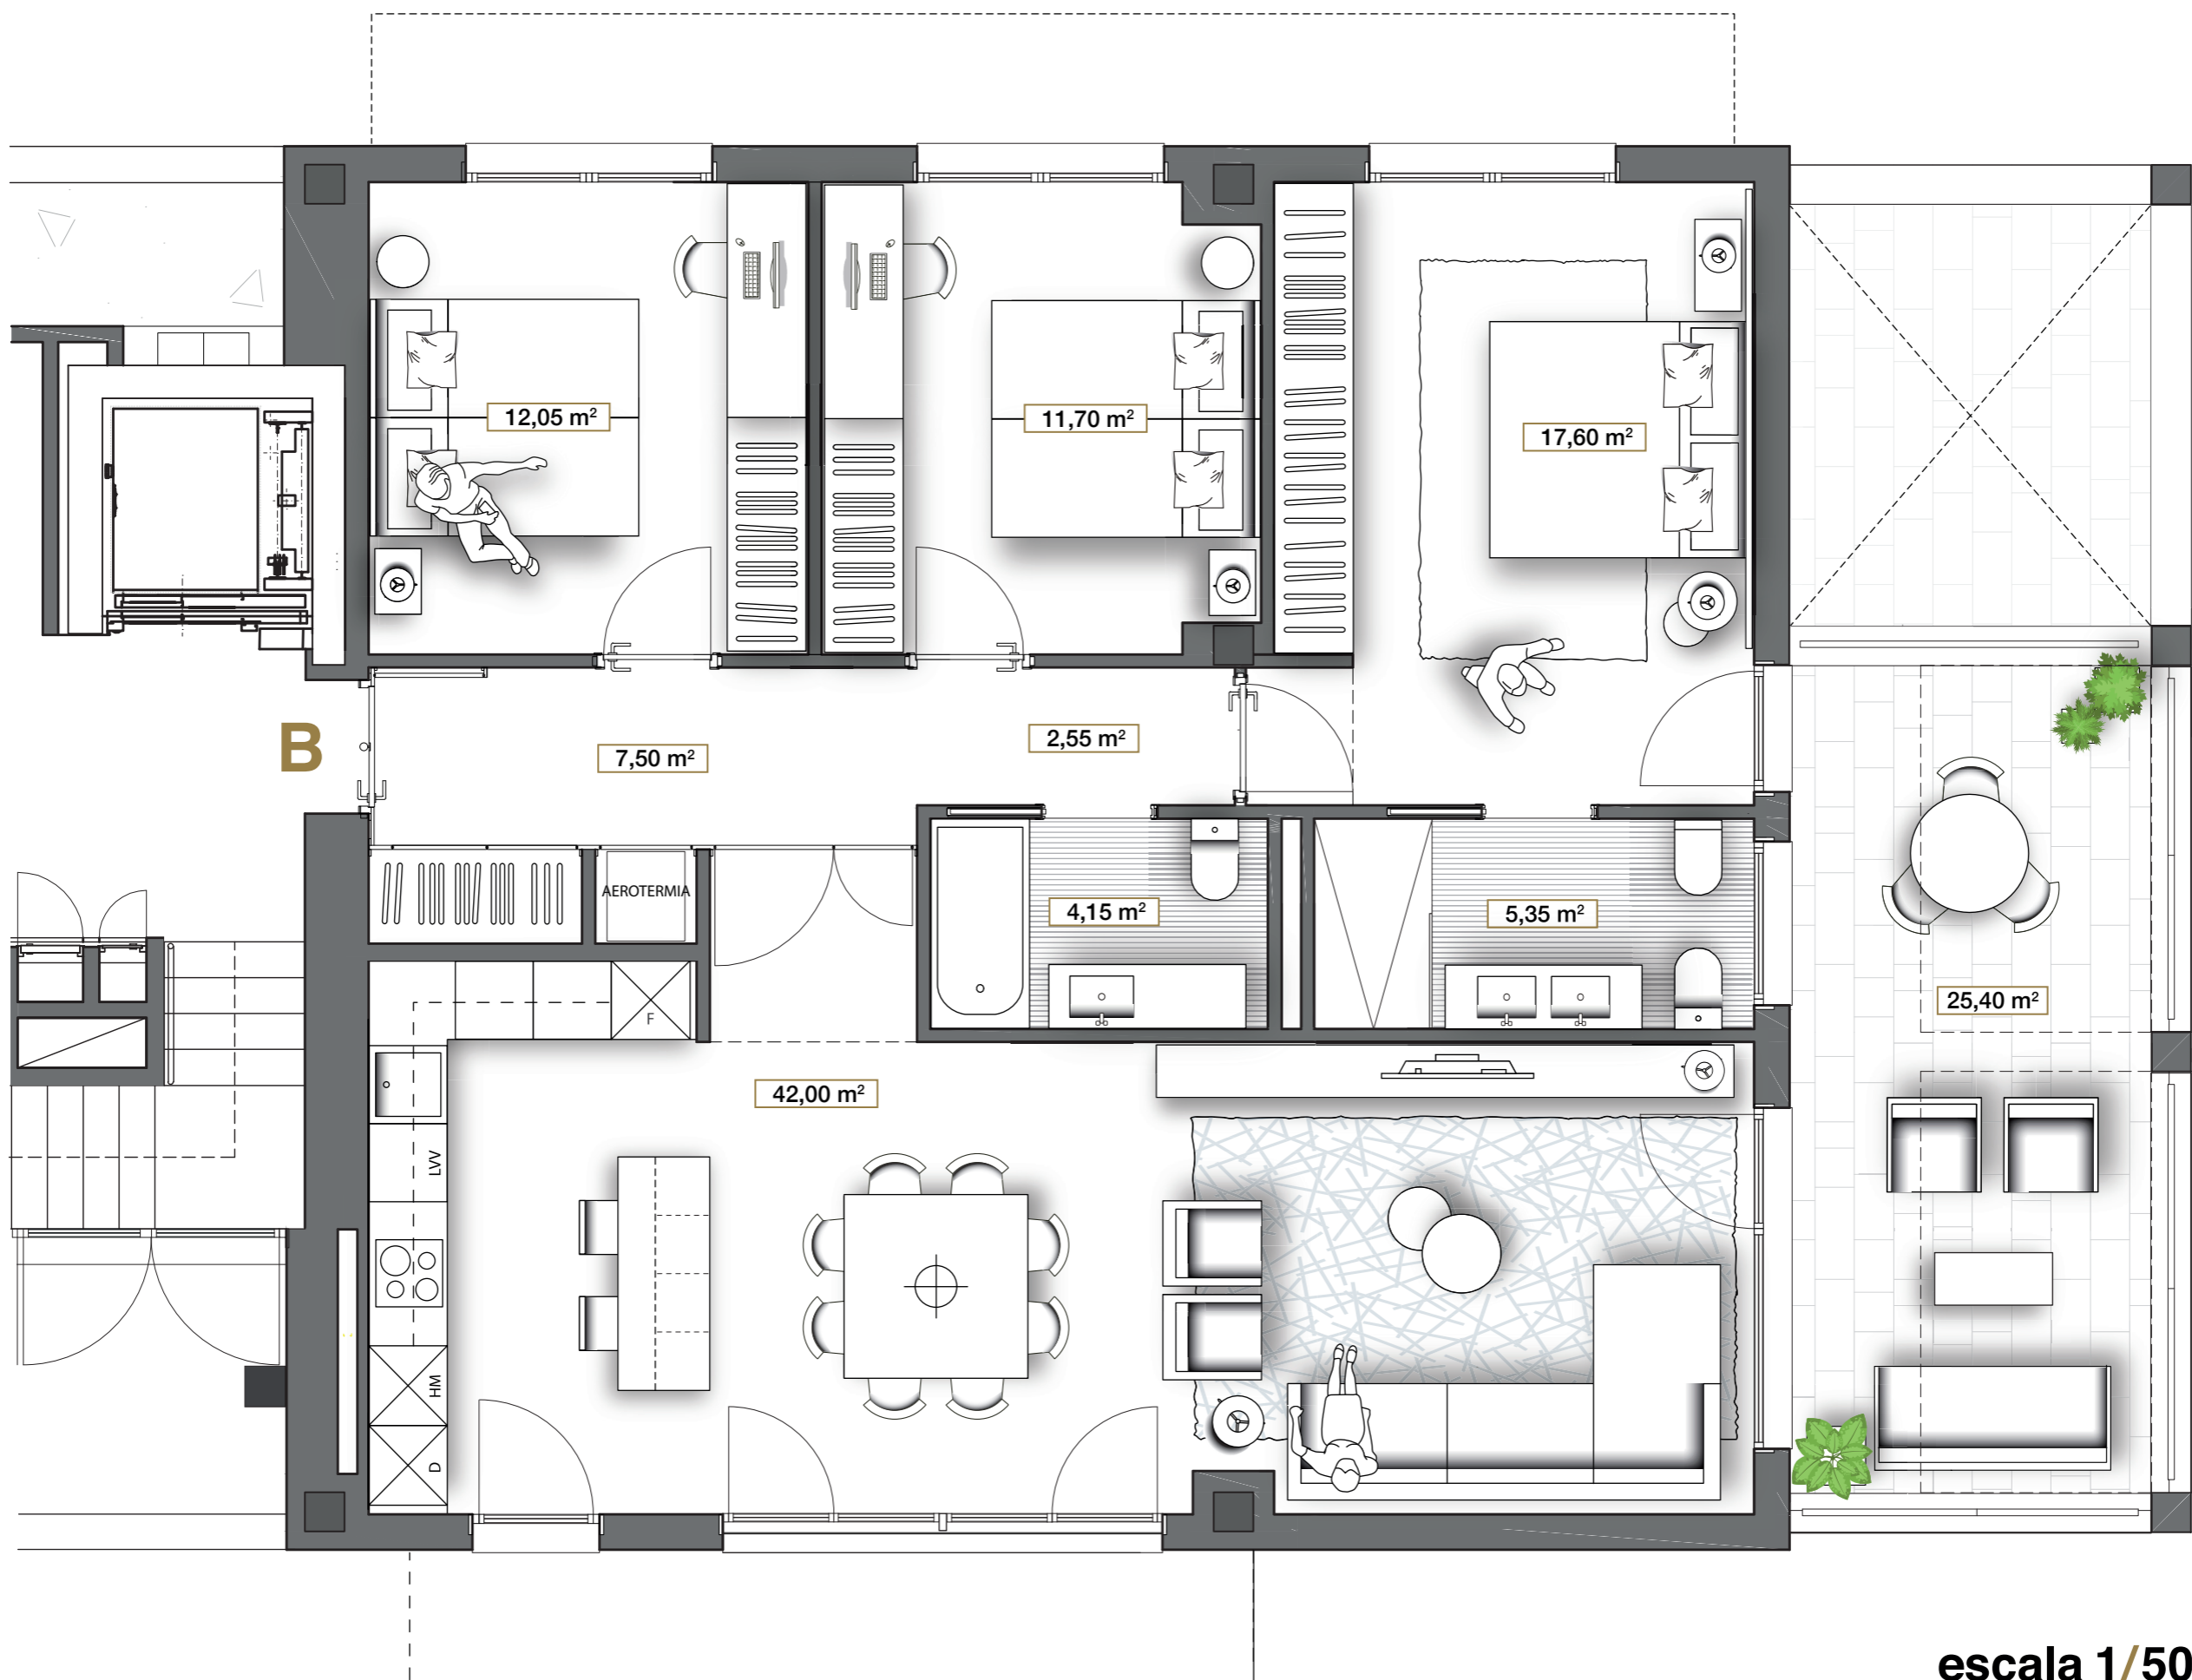 12,05 m²
11,70 m²
17,60 m²
B
7,50 m²
2,55 m²
AEROTERMIA
4,15 m²
5,35 m²
F
25,40 m²
42,00 m²
LVV
HM
D
escala 1/50